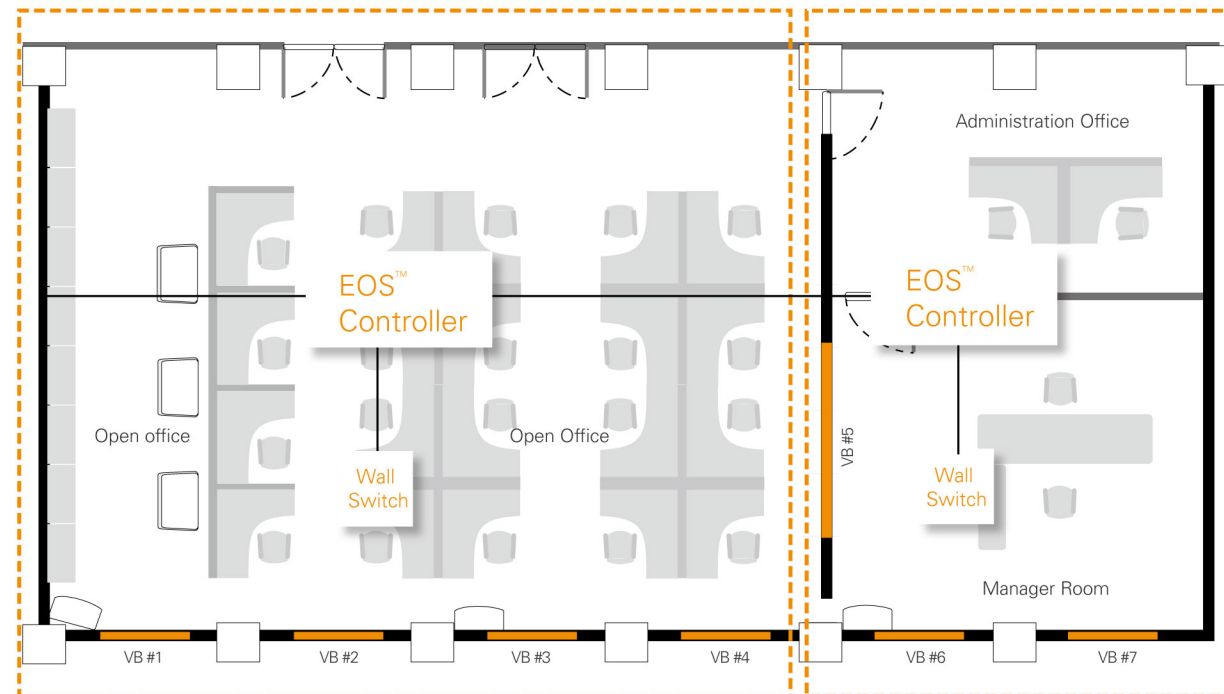 Administration Office
EOS™
Controller
EOS™
Controller
Open office
Open Office
VB #5
Wall
Switch
Wall
Switch
Manager Room
VB #1
VB #2
VB #3
VB #4
VB #6
VB #7